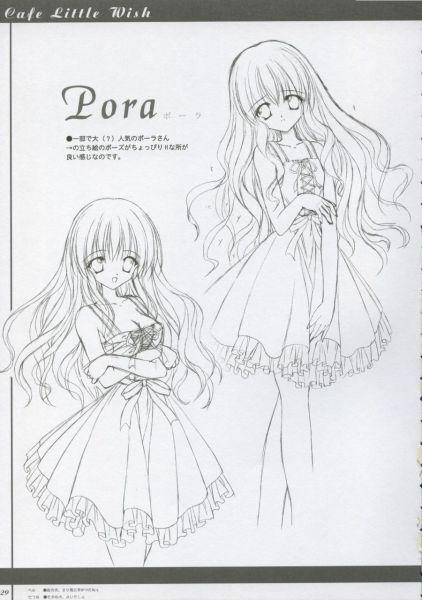 Cafe Little Wish
Pora ポーラ
●一部で大(?)人気のポーラさん
→の立ち絵のポーズがちょっぴりHな所が
良い感じなのです。
29